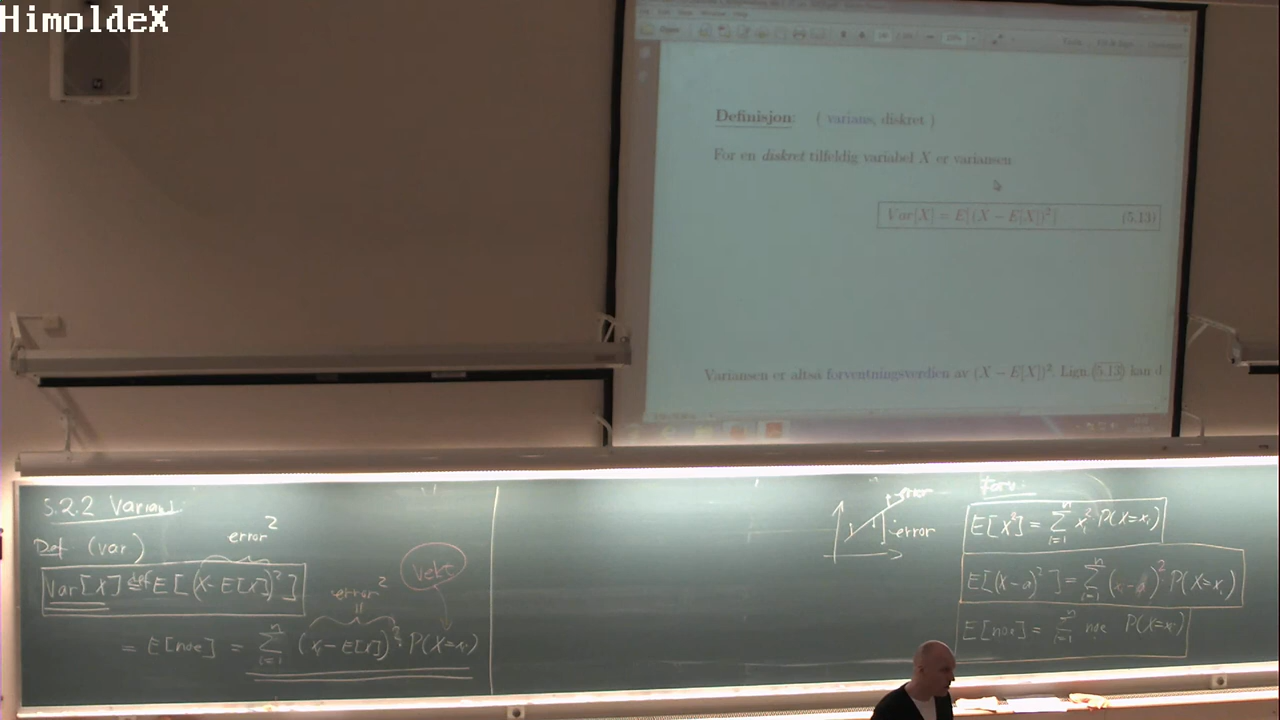 HimoldeX
Definisjon: ( varians, diskret )
For en diskret tilfeldig variabel X er variansen
Var[X] = E[(X − E[X])²] (5.13)
Variansen er altså forventningsverdien av (X − E[X])². Lign.(5.13) kan d
5.2.2 Varians
error²
Def (var)
Var[X] def= E[(X-E[X])²]
error²
vekt
= E[noe] = Σ_{i=1}^{n} (x_i - E[X])² P(X=x_i)
error
error
forv:
E[X²] = Σ_{i=1}^{n} x_i² P(X=x_i)
E[(X-a)²] = Σ_{i=1}^{n} (x_i-a)² P(X=x_i)
E[noe] = Σ_{i=1}^{n} noe P(X=x_i)